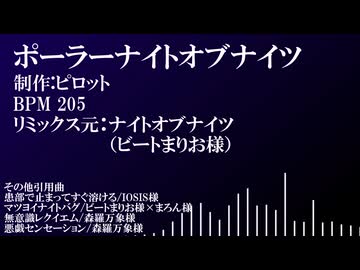 ポーラーナイトオブナイツ
制作:ピロット
BPM 205
リミックス元:ナイトオブナイツ
(ビートまりお様)
その他引用曲
患部で止まってすぐ溶ける/IOSIS様
マツヨイナイトバグ/ビートまりお様×まろん様
無意識レクイエム/森羅万象様
悪戯センセーション/森羅万象様